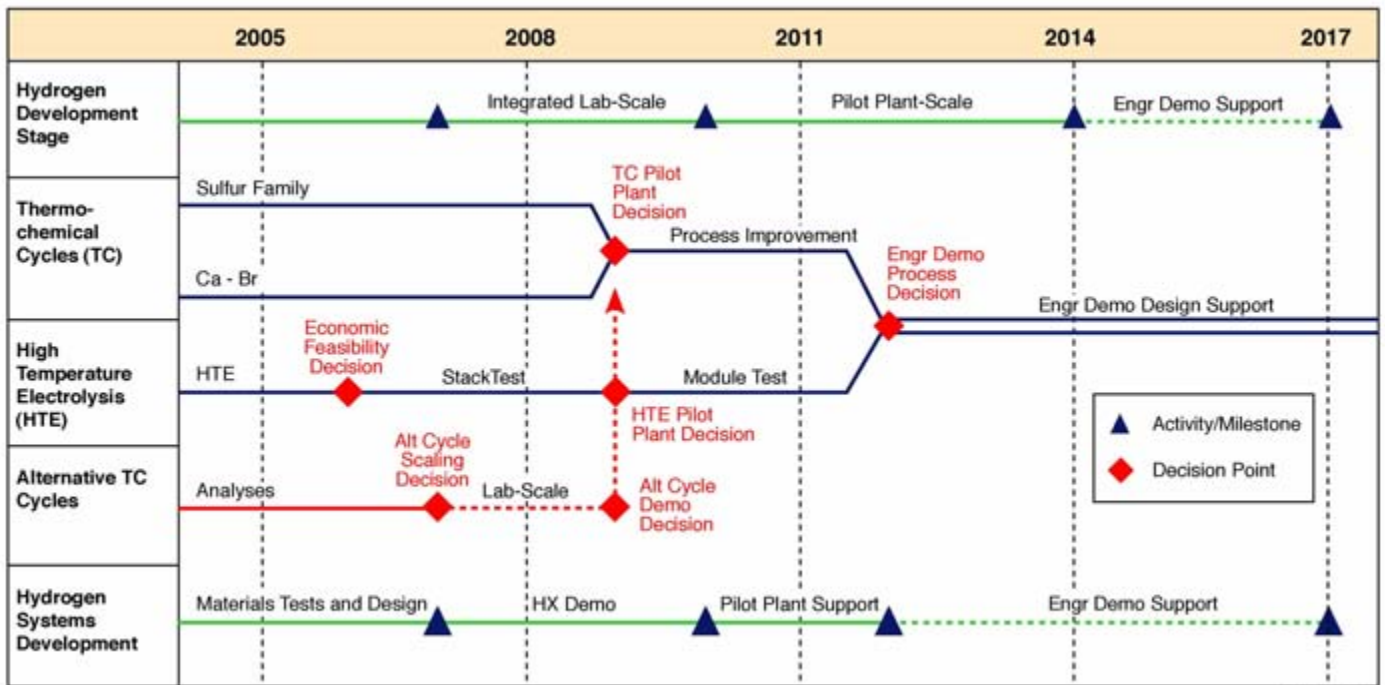 2005 2008 2011 2014 2017
Hydrogen
Development
Stage
Integrated Lab-Scale
Pilot Plant-Scale
Engr Demo Support
Thermo-
chemical
Cycles (TC)
Sulfur Family
Ca - Br
TC Pilot
Plant
Decision
Process Improvement
Engr Demo
Process
Decision
Engr Demo Design Support
High
Temperature
Electrolysis
(HTE)
HTE
Economic
Feasibility
Decision
StackTest
Module Test
HTE Pilot
Plant Decision
Activity/Milestone
Decision Point
Alternative TC
Cycles
Analyses
Alt Cycle
Scaling
Decision
Lab-Scale
Alt Cycle
Demo
Decision
Hydrogen
Systems
Development
Materials Tests and Design
HX Demo
Pilot Plant Support
Engr Demo Support